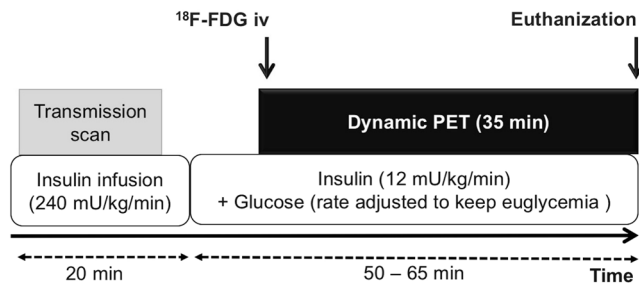 ¹⁸F-FDG iv
Euthanization
Transmission
scan
Dynamic PET (35 min)
Insulin infusion
(240 mU/kg/min)
Insulin (12 mU/kg/min)
+ Glucose (rate adjusted to keep euglycemia )
20 min
50 – 65 min
Time